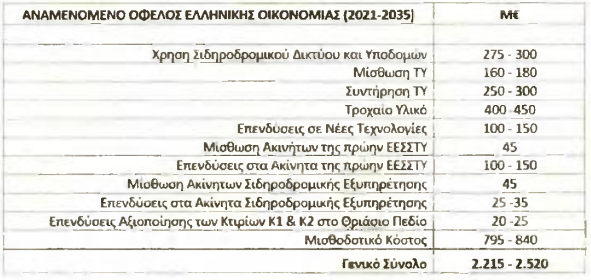 ΑΝΑΜΕΝΟΜΕΝΟ ΟΦΕΛΟΣ ΕΛΛΗΝΙΚΗΣ ΟΙΚΟΝΟΜΙΑΣ (2021-2035) Μ€
Χρήση Σιδηροδρομικού Δικτύου και Υποδομών 275 - 300
Μίσθωση ΤΥ 160 - 180
Συντήρηση ΤΥ 250 - 300
Τροχαίο Υλικό 400 -450
Επενδύσεις σε Νέες Τεχνολογίες 100 - 150
Μίσθωση Ακινήτων της πρώην ΕΕΣΣΤΥ 45
Επενδύσεις στα Ακίνητα της πρώην ΕΕΣΣΤΥ 100 - 150
Μίσθωση Ακίνητων Σιδηροδρομικής Εξυπηρέτησης 45
Επενδύσεις στα Ακίνητα Σιδηροδρομικής Εξυπηρέτησης 25 -35
Επενδύσεις Αξιοποίησης των Κτιρίων Κ1 & Κ2 στο Θριάσιο Πεδίο 20 -25
Μισθοδοτικό Κόστος 795 - 840
Γενικό Σύνολο 2.215 - 2.520